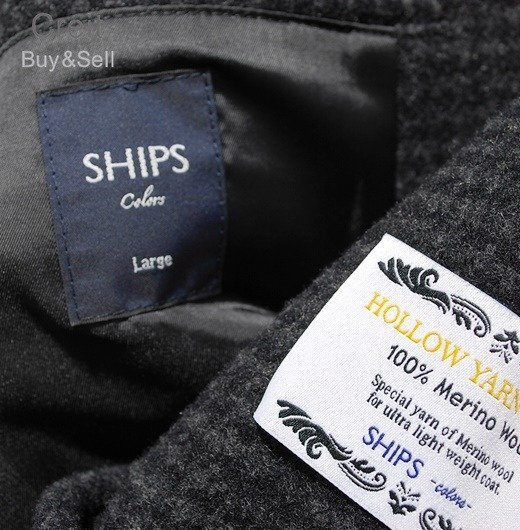 Buy&Sell
SHIPS
Colors
Large
HOLLOW YARN
100% Merino Woo
Special yarn of Merino wool
for ultra light weight coat.
SHIPS -colors-